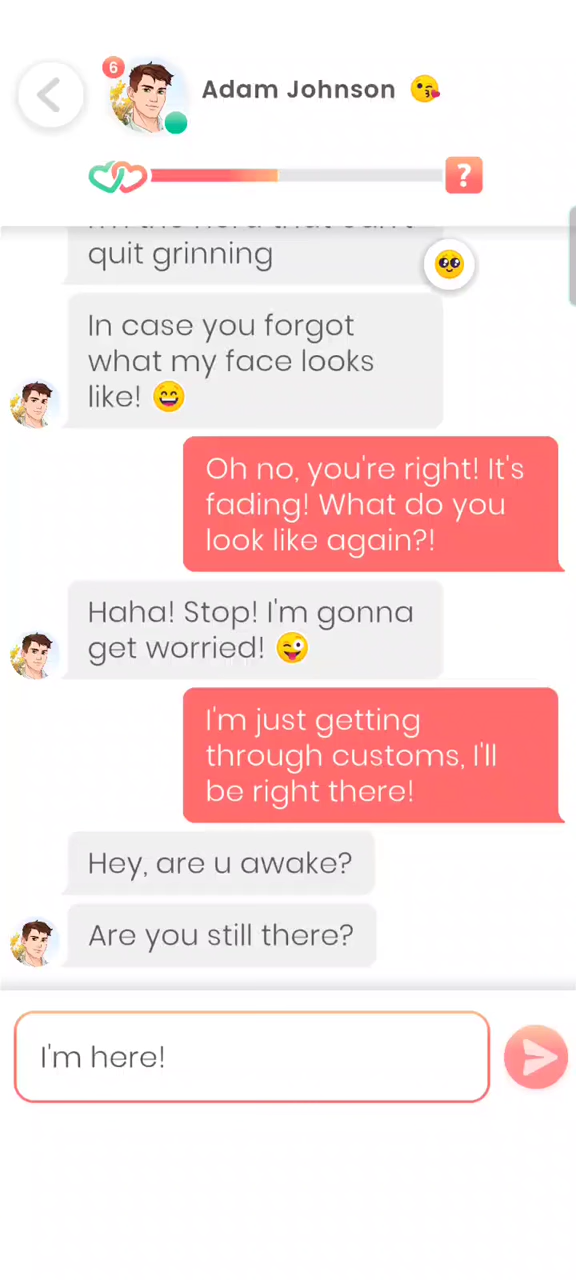 6
Adam Johnson 😘
?
quit grinning
In case you forgot
what my face looks
like! 😄
Oh no, you're right! It's
fading! What do you
look like again?!
Haha! Stop! I'm gonna
get worried! 😜
I'm just getting
through customs, I'll
be right there!
Hey, are u awake?
Are you still there?
I'm here!